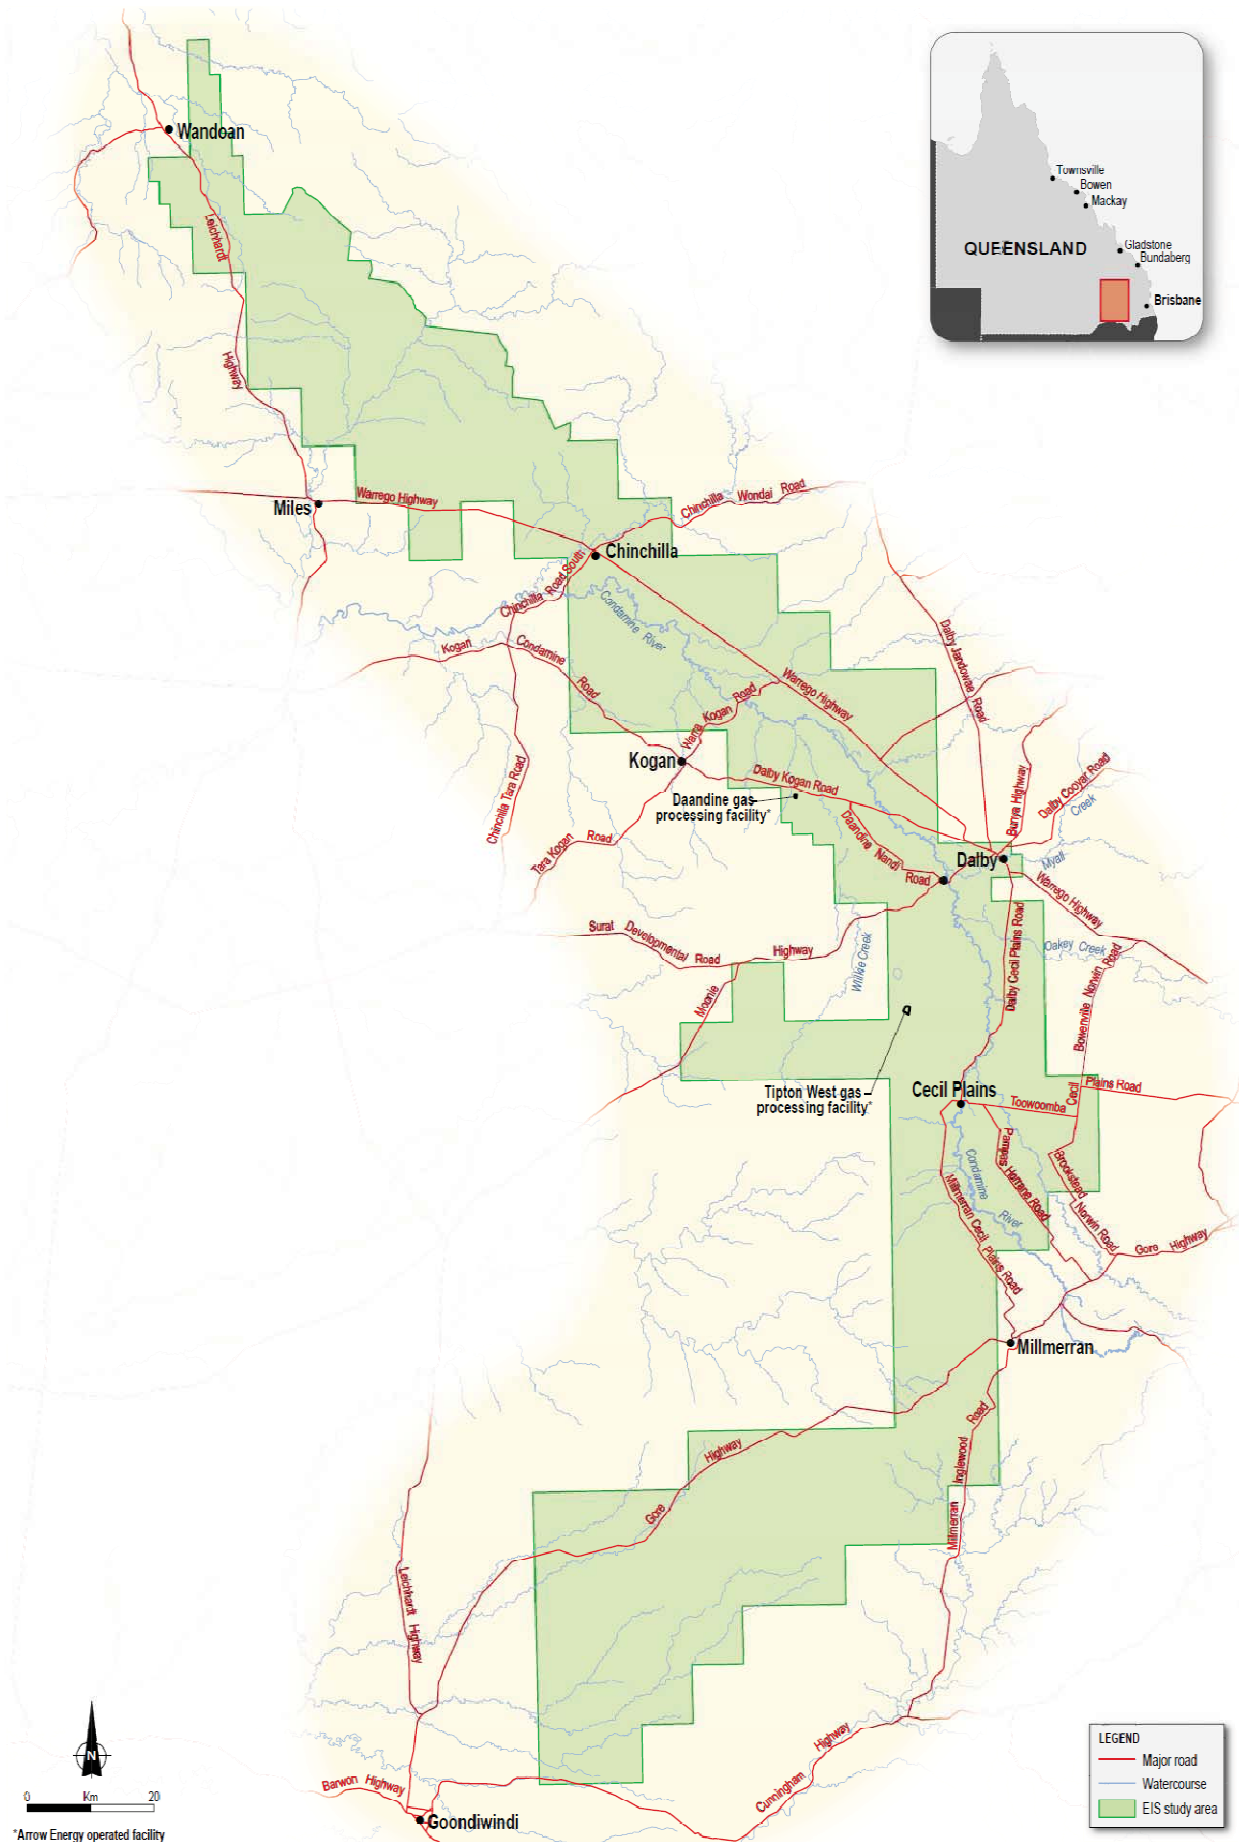 Wandoan
Townsville
Bowen
Mackay
QUEENSLAND
Gladstone
Bundaberg
Brisbane
Leichhardt
Highway
Miles
Warrego Highway
Chinchilla Wondai Road
Chinchilla
Chinchilla Road South
Condamine River
Kogan Condamine Road
Dalby Jandowae Road
Warrego Highway
Warra Kogan Road
Kogan
Dalby Kogan Road
Chinchilla Tara Road
Daandine gas
processing facility*
Bunya Highway
Dalby Cooyar Road
Creek
Myall
Tara Kogan Road
Daandine Nandi Road
Dalby
Warrego Highway
Surat Developmental Road
Highway
Moonie
Wilkie Creek
Dalby Cecil Plains Road
Oakey Creek
Bowenville Norwin Road
Tipton West gas
processing facility*
Cecil Plains
Toowoomba
Cecil
Plains Road
Pampas
Horrane Road
Brookstead
Norwin Road
Condamine
River
Millmerran Cecil Plains Road
Gore Highway
Millmerran
Gore Highway
Millmerran Inglewood Road
Leichhardt Highway
Cunningham Highway
Barwon Highway
Goondiwindi
N
0 Km 20
*Arrow Energy operated facility
LEGEND
Major road
Watercourse
EIS study area